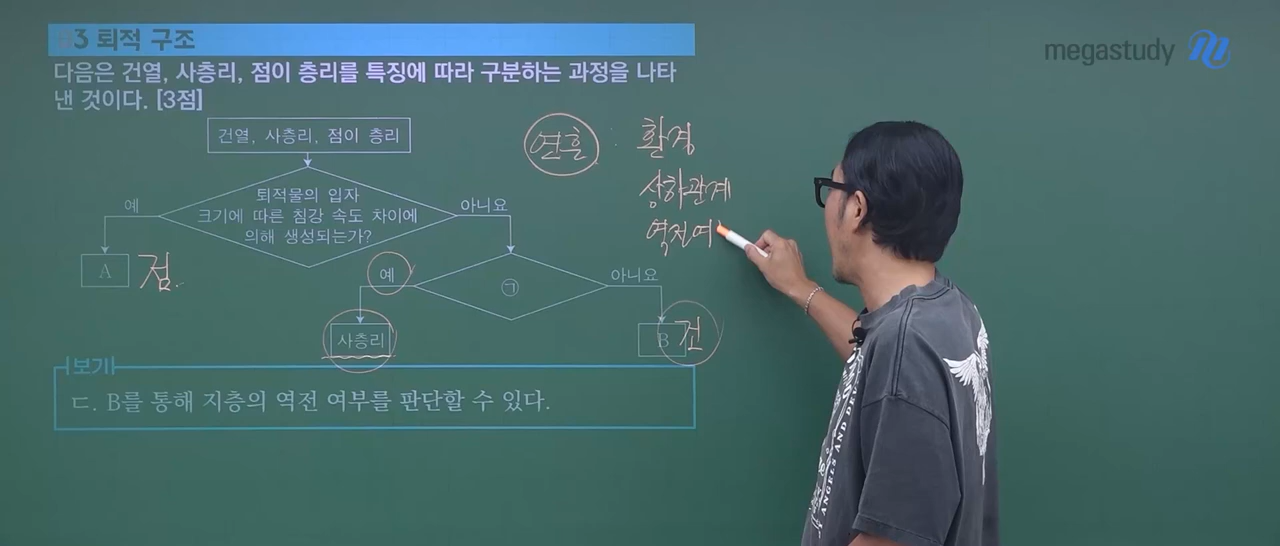 3 퇴적 구조
megastudy
다음은 건열, 사층리, 점이 층리를 특징에 따라 구분하는 과정을 나타
낸 것이다. [3점]
건열, 사층리, 점이 층리
퇴적물의 입자
크기에 따른 침강 속도 차이에
의해 생성되는가?
예
아니요
A
점
예
㉠
아니요
사층리
B
건
연흔 : 환경
상하관계
역전여
보기
ㄷ. B를 통해 지층의 역전 여부를 판단할 수 있다.
ANGELS AND